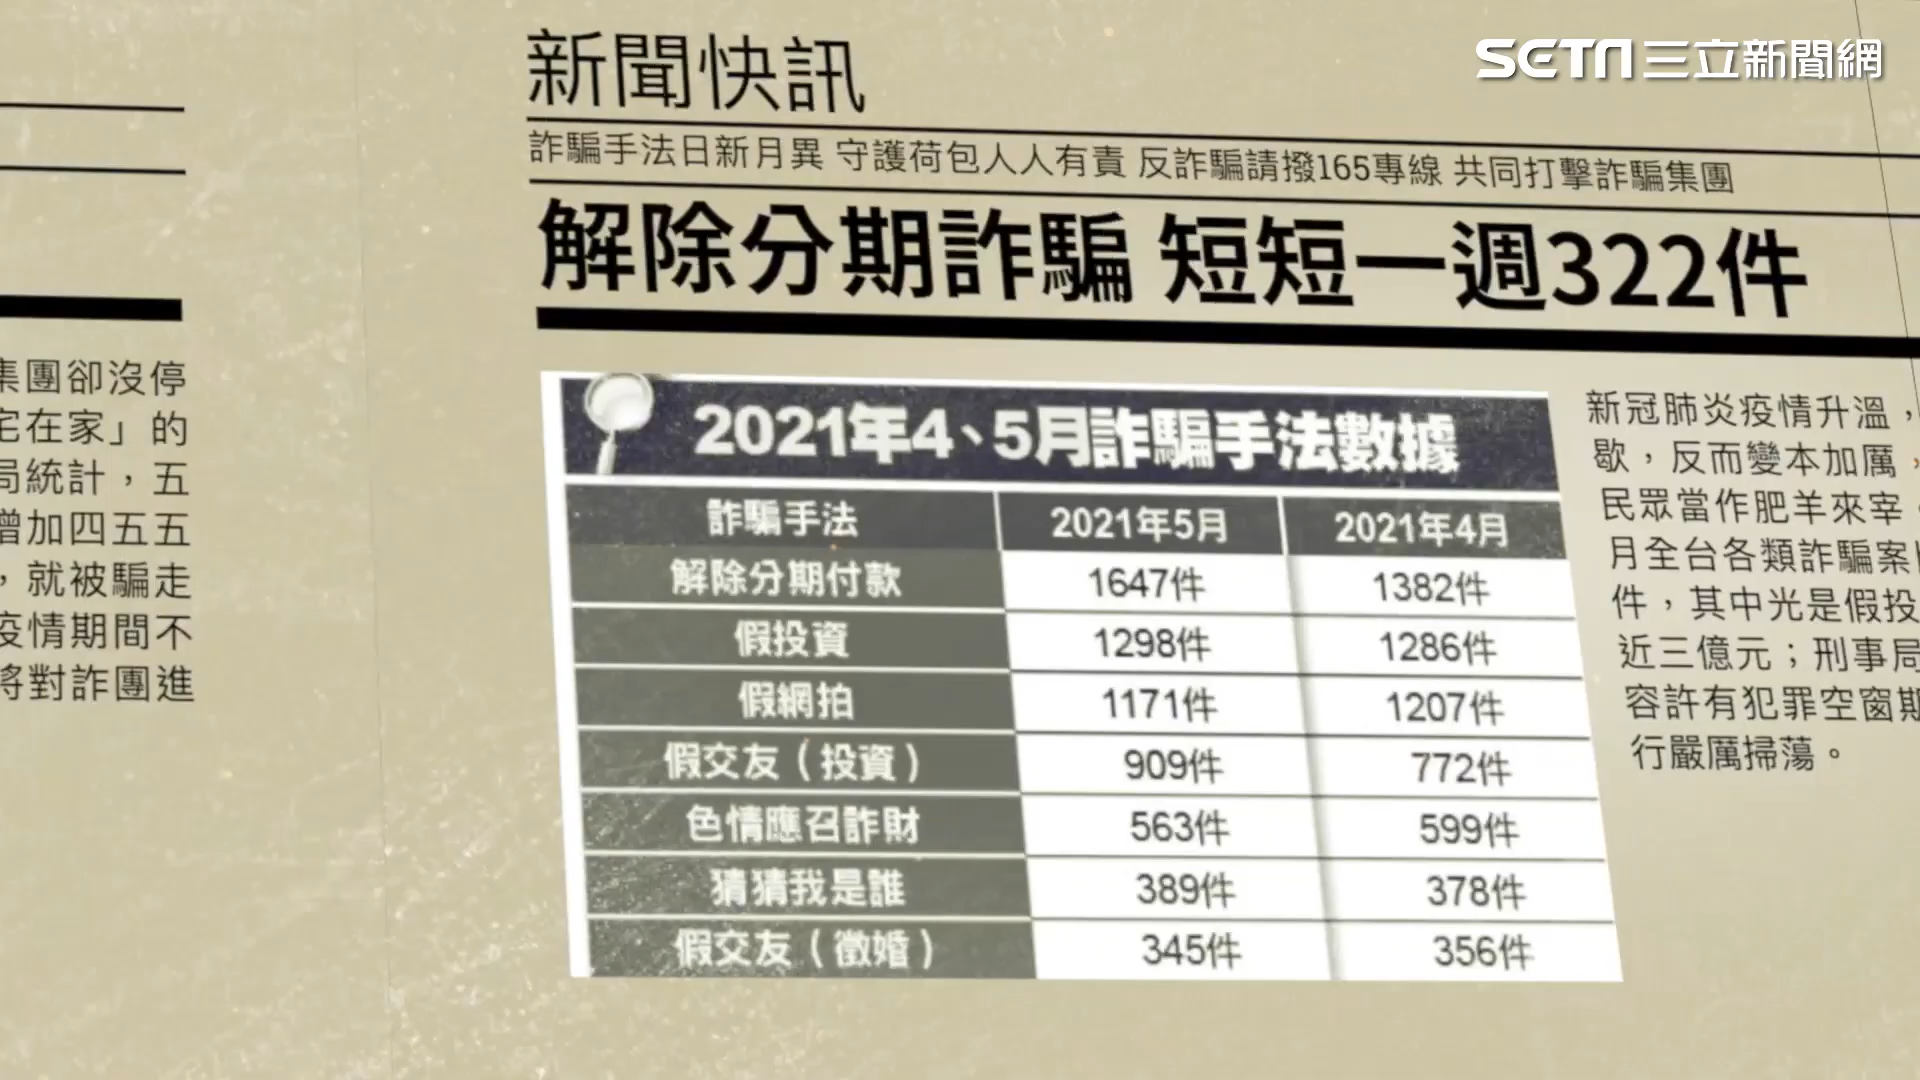 SETN三立新聞網
新聞快訊
詐騙手法日新月異 守護荷包人人有責 反詐騙請撥165專線 共同打擊詐騙集團
解除分期詐騙 短短一週322件
集團卻沒停
宅在家」的
局統計，五
增加四五五
，就被騙走
疫情期間不
將對詐團進
2021年4、5月詐騙手法數據
詐騙手法 2021年5月 2021年4月
解除分期付款 1647件 1382件
假投資 1298件 1286件
假網拍 1171件 1207件
假交友（投資） 909件 772件
色情應召詐財 563件 599件
猜猜我是誰 389件 378件
假交友（徵婚） 345件 356件
新冠肺炎疫情升溫，
歇，反而變本加厲，
民眾當作肥羊來宰。
月全台各類詐騙案件
件，其中光是假投
近三億元；刑事局
容許有犯罪空窗期
行嚴厲掃蕩。